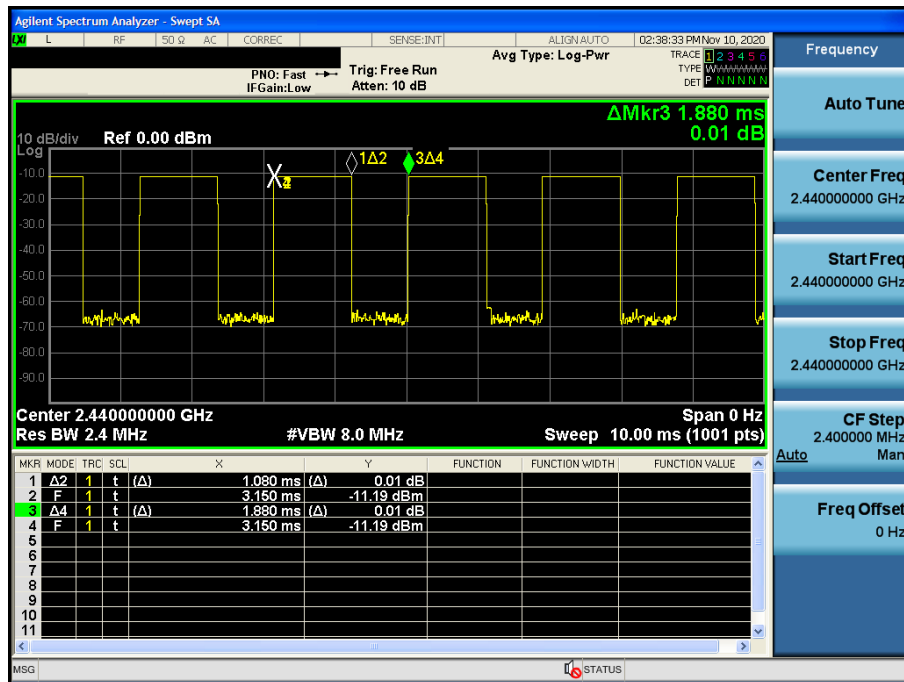 Agilent Spectrum Analyzer - Swept SA
LXI L RF 50 Ω AC CORREC SENSE:INT ALIGN AUTO 02:38:33 PM Nov 10, 2020
Avg Type: Log-Pwr
TRACE 1 2 3 4 5 6
TYPE WWWWWWW
DET P N N N N N
PNO: Fast
IFGain:Low
Trig: Free Run
Atten: 10 dB
ΔMkr3 1.880 ms
0.01 dB
10 dB/div Ref 0.00 dBm
Log
1Δ2 3Δ4
-10.0
-20.0
-30.0
-40.0
-50.0
-60.0
-70.0
-80.0
-90.0
Center 2.440000000 GHz Span 0 Hz
Res BW 2.4 MHz #VBW 8.0 MHz Sweep 10.00 ms (1001 pts)
MKR MODE TRC SCL X Y FUNCTION FUNCTION WIDTH FUNCTION VALUE
1 Δ2 1 t (Δ) 1.080 ms (Δ) 0.01 dB
2 F 1 t 3.150 ms -11.19 dBm
3 Δ4 1 t (Δ) 1.880 ms (Δ) 0.01 dB
4 F 1 t 3.150 ms -11.19 dBm
5
6
7
8
9
10
11
MSG STATUS
Frequency
Auto Tune
Center Freq
2.440000000 GHz
Start Freq
2.440000000 GHz
Stop Freq
2.440000000 GHz
CF Step
2.400000 MHz
Auto Man
Freq Offset
0 Hz